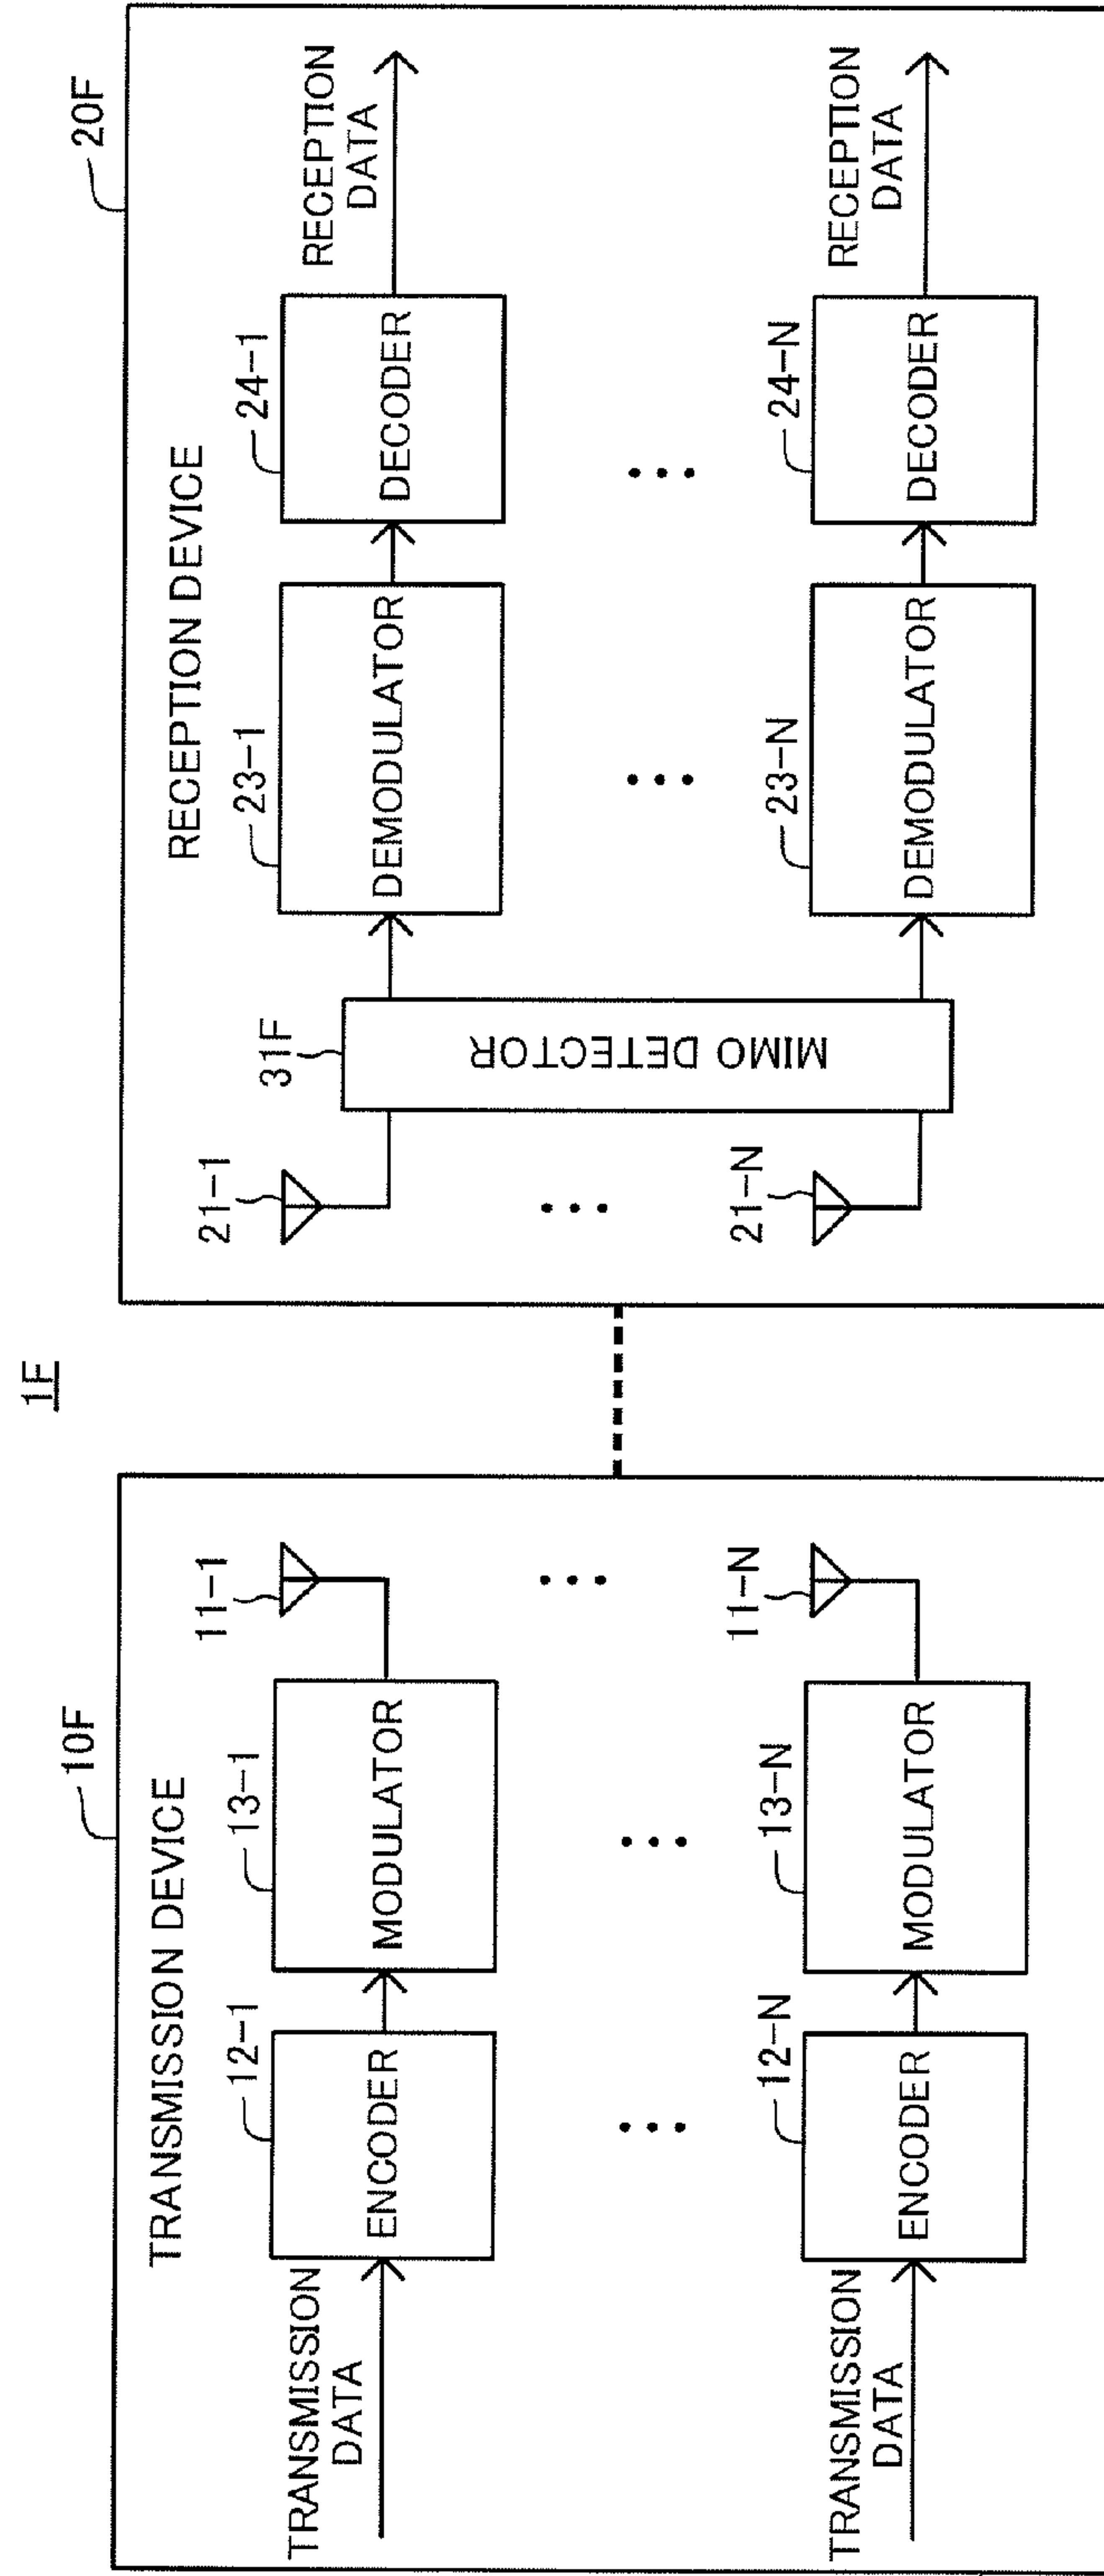 1F
10F
TRANSMISSION DEVICE
TRANSMISSION
DATA
12-1
ENCODER
13-1
MODULATOR
11-1
TRANSMISSION
DATA
12-N
ENCODER
13-N
MODULATOR
11-N
20F
RECEPTION DEVICE
21-1
21-N
31F
MIMO DETECTOR
23-1
DEMODULATOR
24-1
DECODER
RECEPTION
DATA
23-N
DEMODULATOR
24-N
DECODER
RECEPTION
DATA